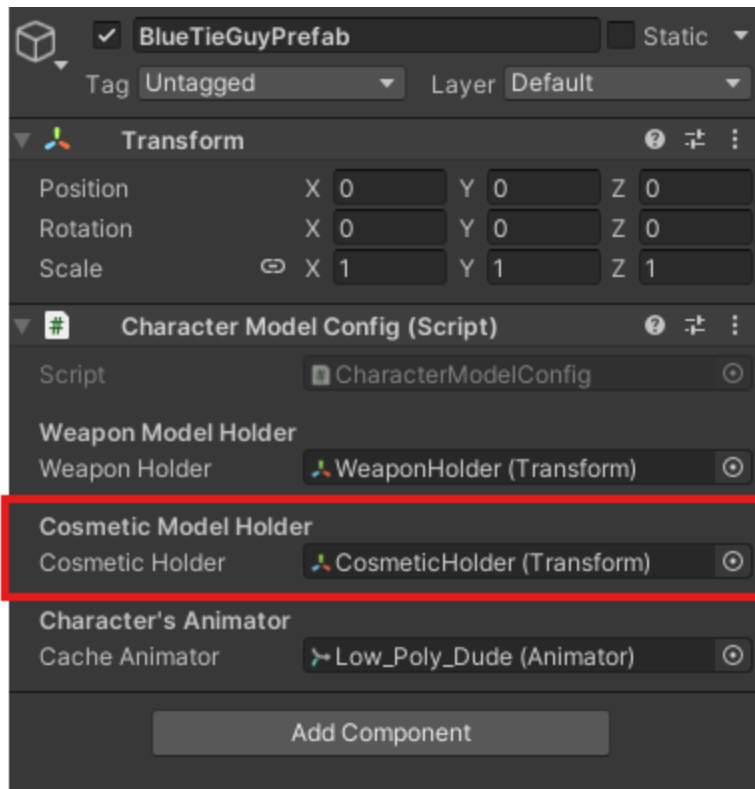 BlueTieGuyPrefab Static
Tag Untagged Layer Default
Transform
Position X 0 Y 0 Z 0
Rotation X 0 Y 0 Z 0
Scale X 1 Y 1 Z 1
# Character Model Config (Script)
Script # CharacterModelConfig
Weapon Model Holder
Weapon Holder WeaponHolder (Transform)
Cosmetic Model Holder
Cosmetic Holder CosmeticHolder (Transform)
Character's Animator
Cache Animator Low_Poly_Dude (Animator)
Add Component